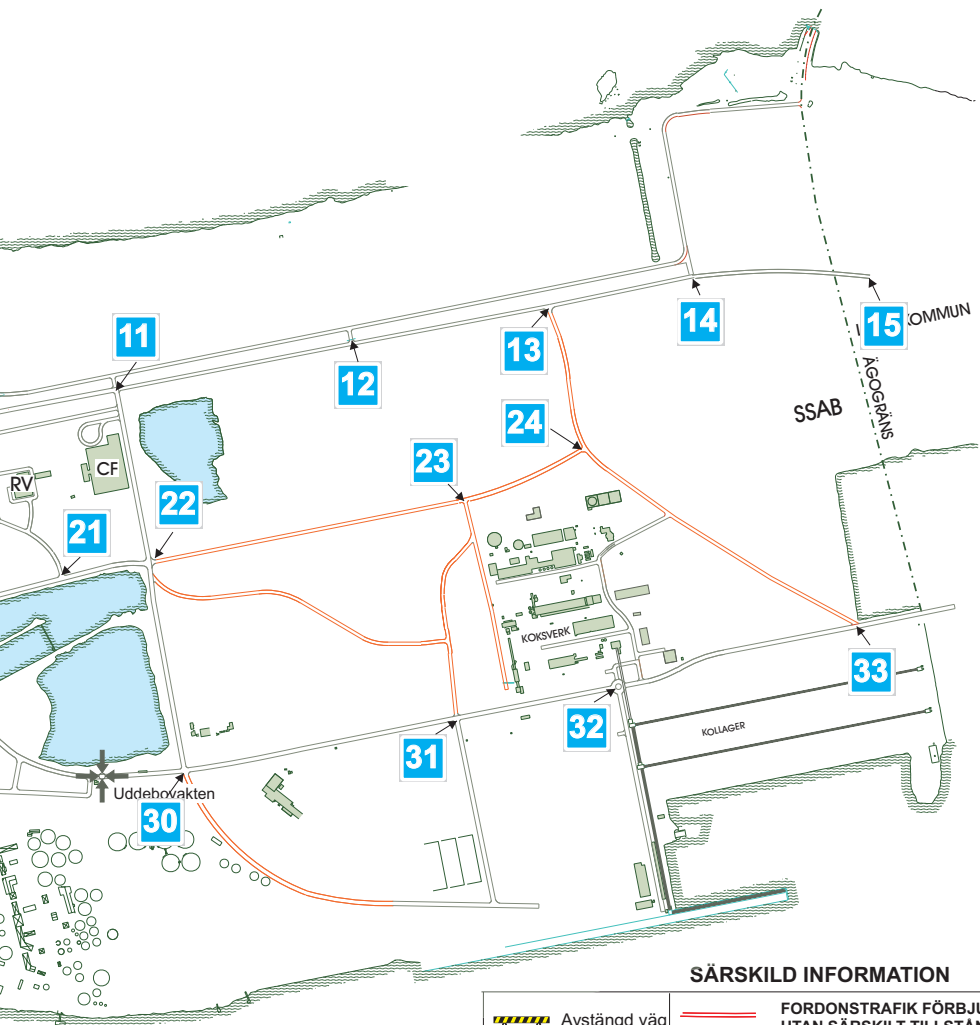 14
15
KOMMUN
11
13
12
ÄGOGRÄNS
SSAB
24
23
CF
RV
22
21
KOKSVERK
33
32
31
KOLLAGER
Uddebovakten
30
SÄRSKILD INFORMATION
Avstängd väg
FORDONSTRAFIK